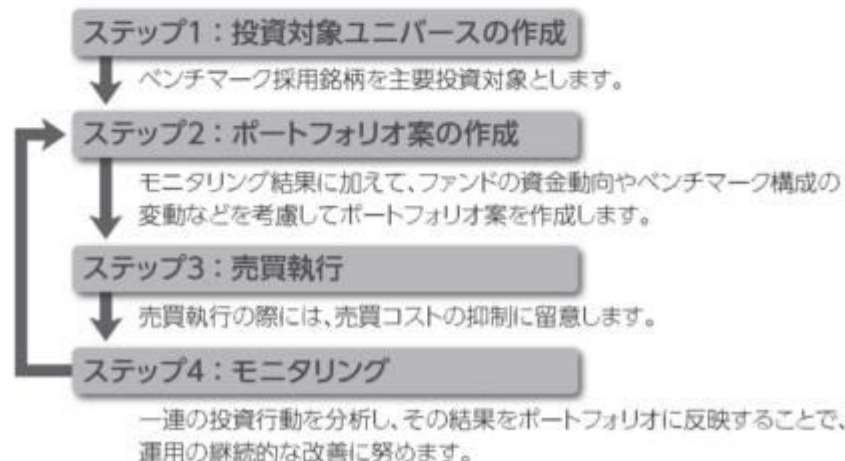 ステップ1：投資対象ユニバースの作成
ベンチマーク採用銘柄を主要投資対象とします。
ステップ2：ポートフォリオ案の作成
モニタリング結果に加えて、ファンドの資金動向やベンチマーク構成の
変動などを考慮してポートフォリオ案を作成します。
ステップ3：売買執行
売買執行の際には、売買コストの抑制に留意します。
ステップ4：モニタリング
一連の投資行動を分析し、その結果をポートフォリオに反映することで、
運用の継続的な改善に努めます。